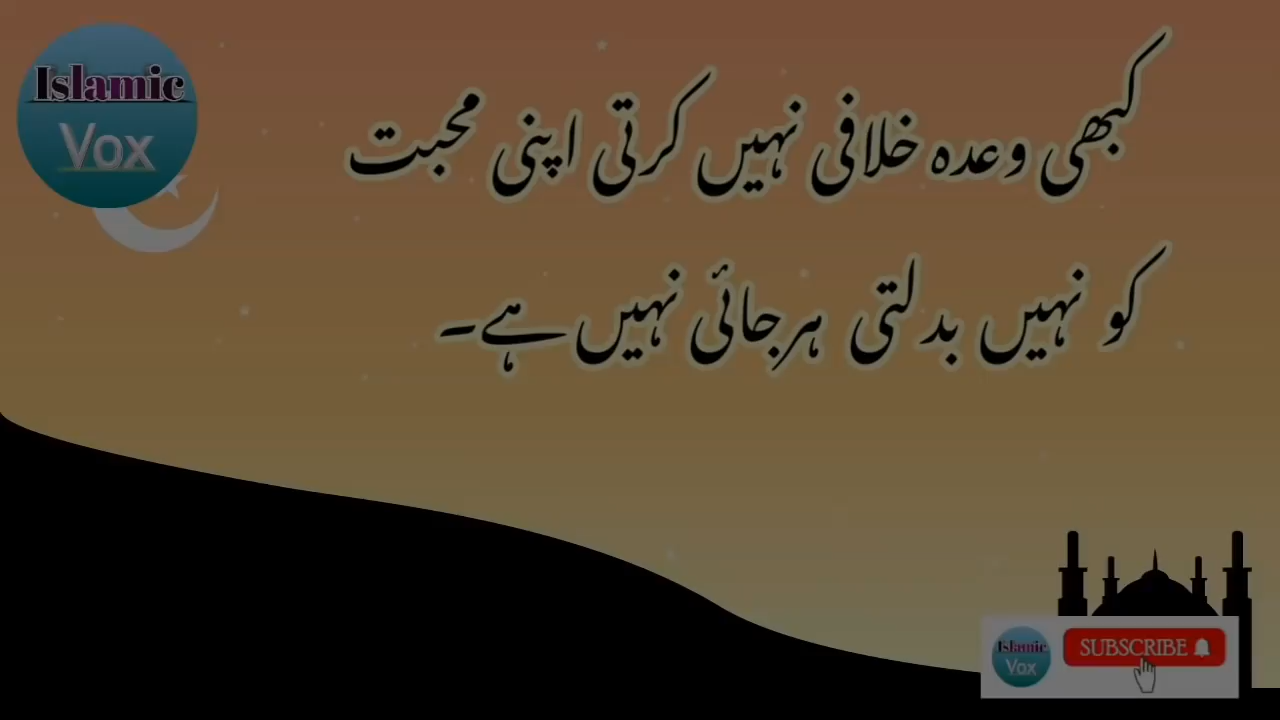 Islamic
Vox
کبھی وعدہ خلافی نہیں کرتی اپنی محبت
کو نہیں بدلتی ہرجائی نہیں ہے۔
Islamic
Vox
SUBSCRIBE